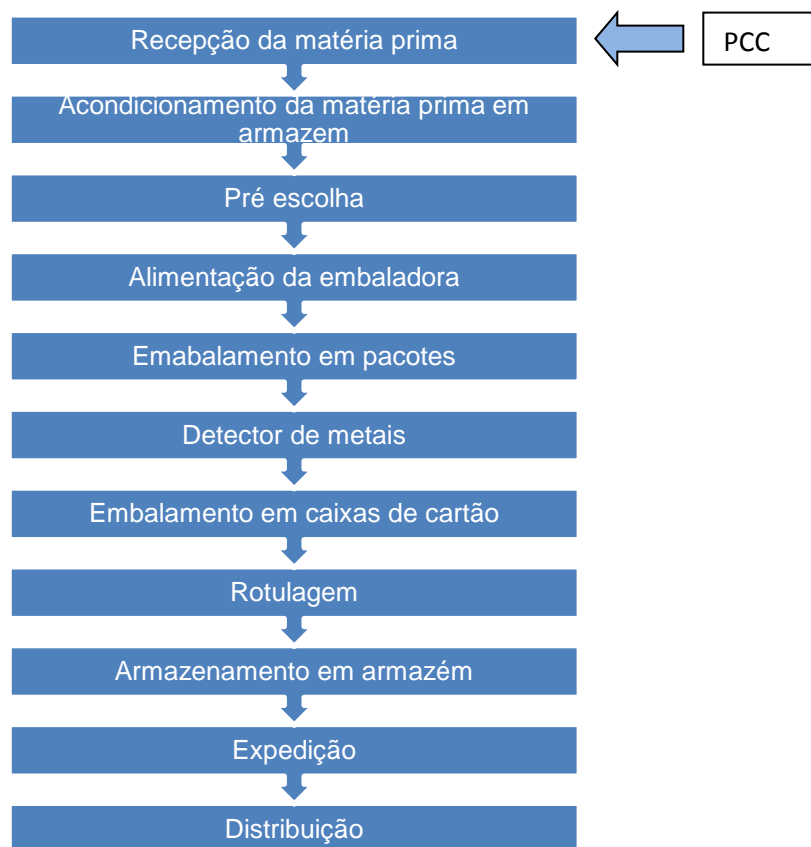 Recepção da matéria prima
PCC
Acondicionamento da matéria prima em
armazem
Pré escolha
Alimentação da embaladora
Emabalamento em pacotes
Detector de metais
Embalamento em caixas de cartão
Rotulagem
Armazenamento em armazém
Expedição
Distribuição